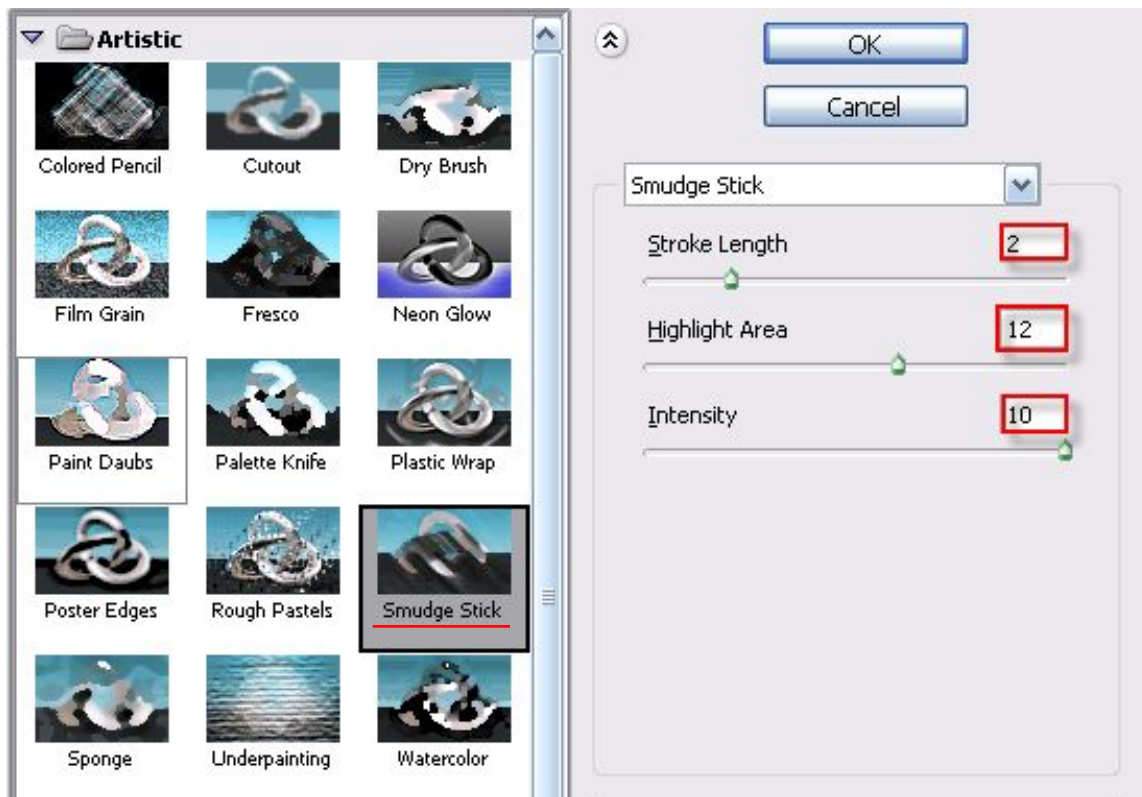 Artistic
Colored Pencil
Cutout
Dry Brush
Film Grain
Fresco
Neon Glow
Paint Daubs
Palette Knife
Plastic Wrap
Poster Edges
Rough Pastels
Smudge Stick
Sponge
Underpainting
Watercolor
OK
Cancel
Smudge Stick
Stroke Length 2
Highlight Area 12
Intensity 10